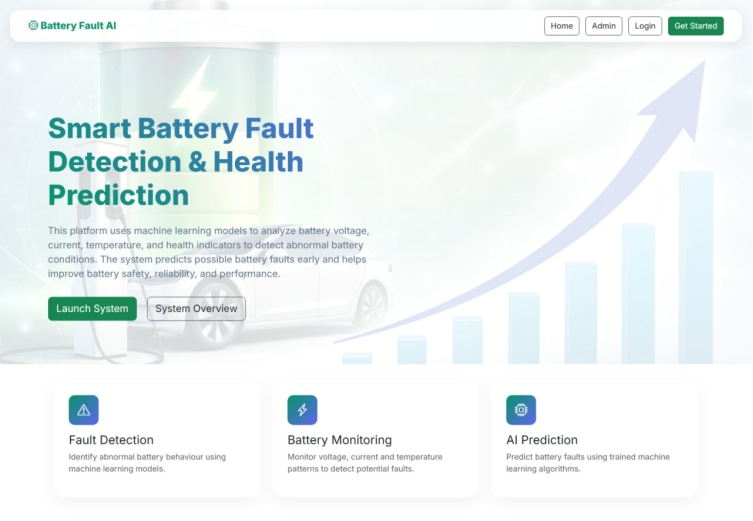 Battery Fault AI
Home
Admin
Login
Get Started
Smart Battery Fault
Detection & Health
Prediction
This platform uses machine learning models to analyze battery voltage,
current, temperature, and health indicators to detect abnormal battery
conditions. The system predicts possible battery faults early and helps
improve battery safety, reliability, and performance.
Launch System
System Overview
Fault Detection
Identify abnormal battery behaviour using
machine learning models.
Battery Monitoring
Monitor voltage, current and temperature
patterns to detect potential faults.
AI Prediction
Predict battery faults using trained machine
learning algorithms.